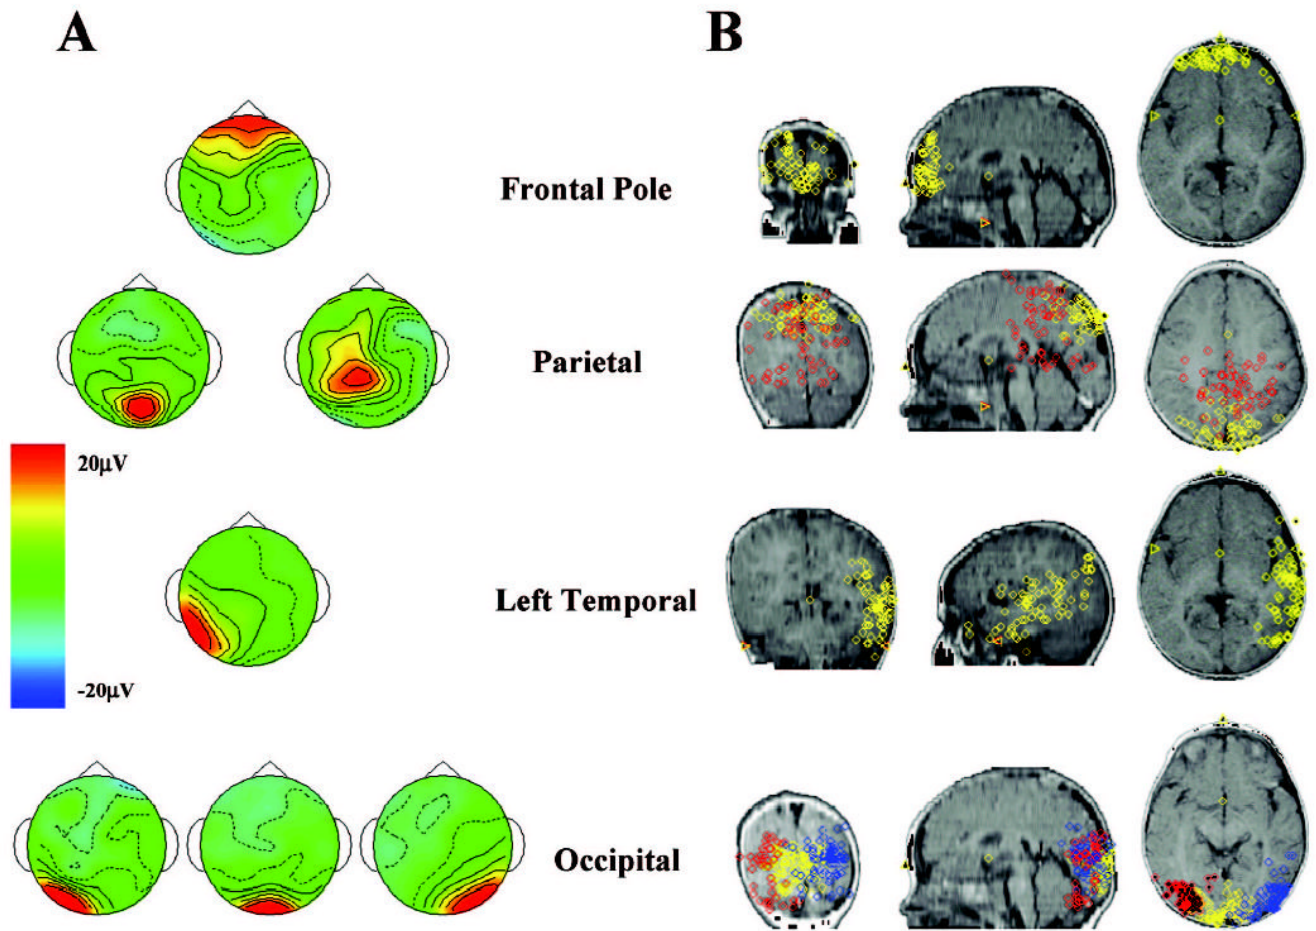 A
B
Frontal Pole
Parietal
20µV
-20µV
Left Temporal
Occipital